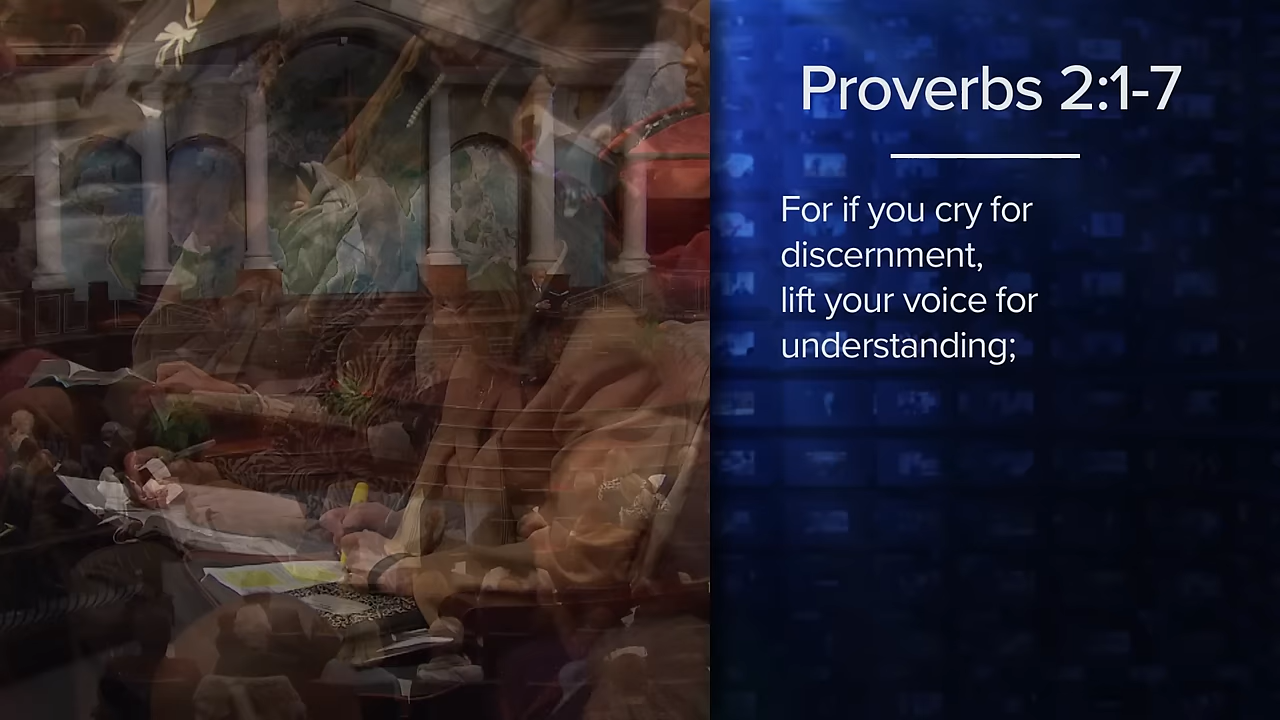 Proverbs 2:1-7
For if you cry for
discernment,
lift your voice for
understanding;